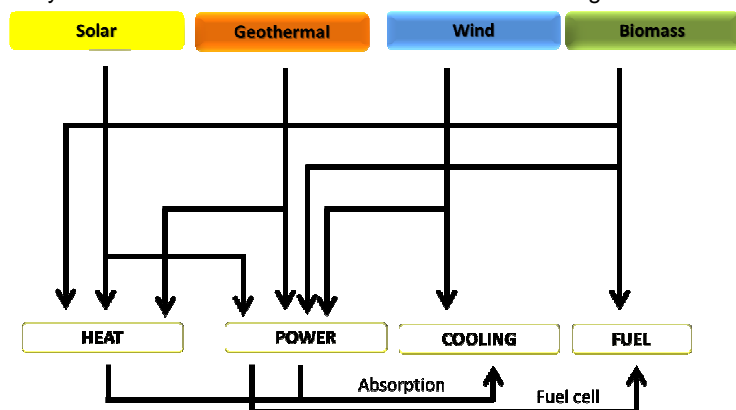 Solar
Geothermal
Wind
Biomass
HEAT
POWER
COOLING
FUEL
Absorption
Fuel cell